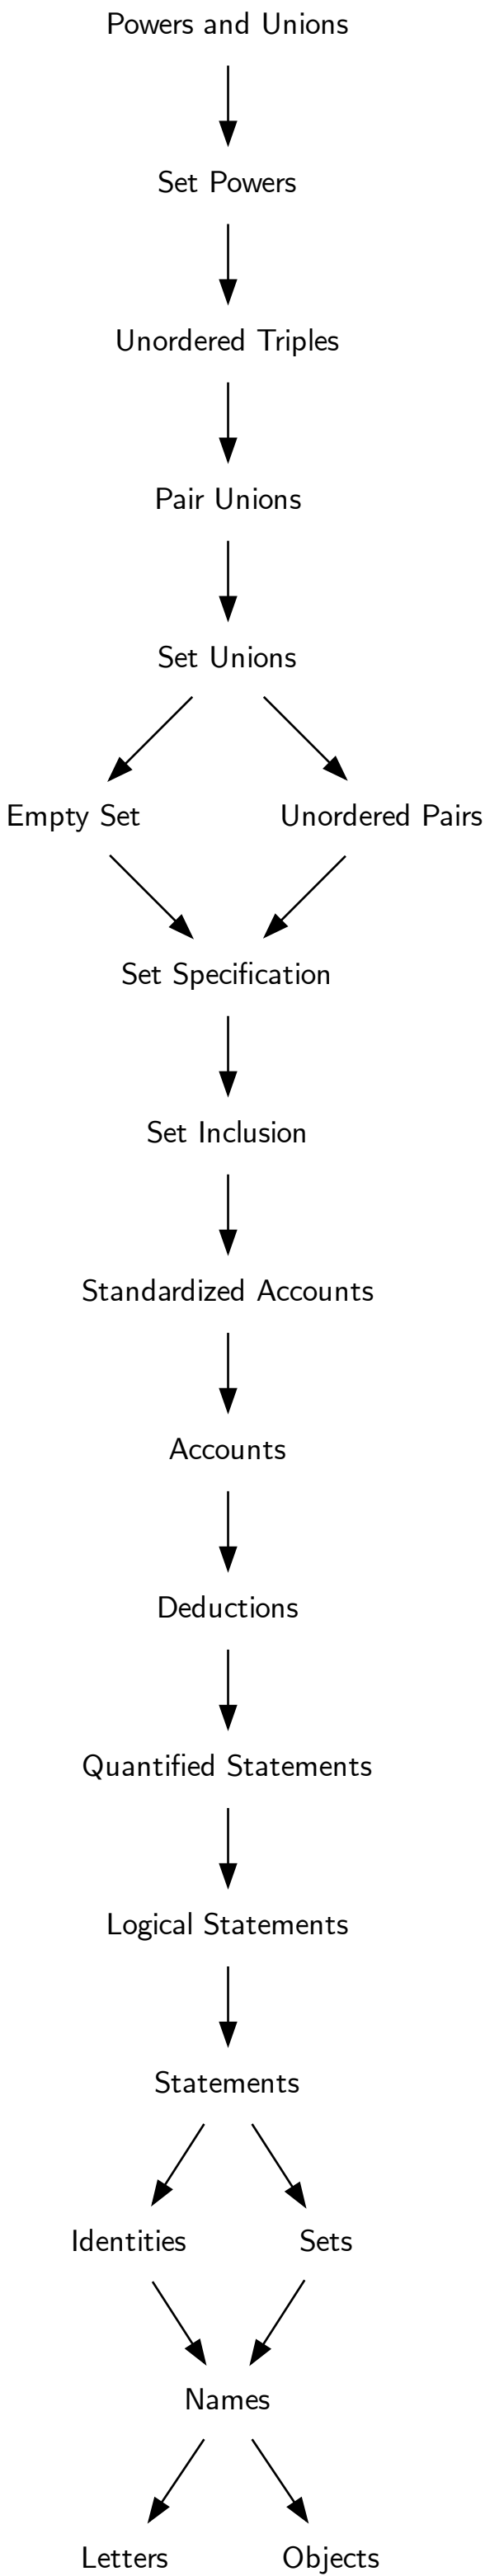 Powers and Unions
Set Powers
Unordered Triples
Pair Unions
Set Unions
Empty Set
Unordered Pairs
Set Specification
Set Inclusion
Standardized Accounts
Accounts
Deductions
Quantified Statements
Logical Statements
Statements
Identities
Sets
Names
Letters
Objects